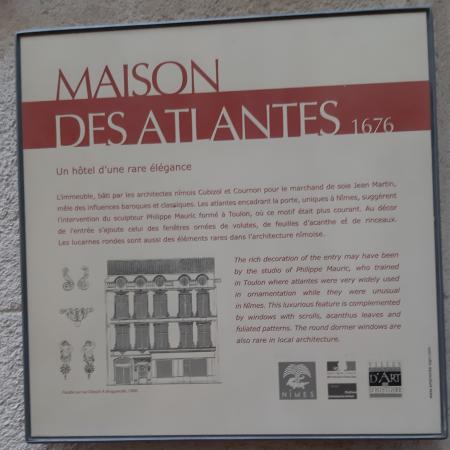 MAISON
DES ATLANTES 1676
Un hôtel d'une rare élégance
L'immeuble, bâti par les architectes nîmois Cubizol et Cournon pour le marchand de soie Jean Martin,
mêle des influences baroques et classiques. Les atlantes encadrant la porte, uniques à Nîmes, suggèrent
l'intervention du sculpteur Philippe Mauric formé à Toulon, où ce motif était plus courant. Au décor
de l'entrée s'ajoute celui des fenêtres ornées de volutes, de feuilles d'acanthe et de rinceaux.
Les lucarnes rondes sont aussi des éléments rares dans l'architecture nîmoise.
The rich decoration of the entry may have been
by the studio of Philippe Mauric, who trained
in Toulon where atlantes were very widely used
in ornamentation while they were unusual
in Nîmes. This luxurious feature is complemented
by windows with scrolls, acanthus leaves and
foliated patterns. The round dormer windows are
also rare in local architecture.
NÎMES
VILLES
D'ART